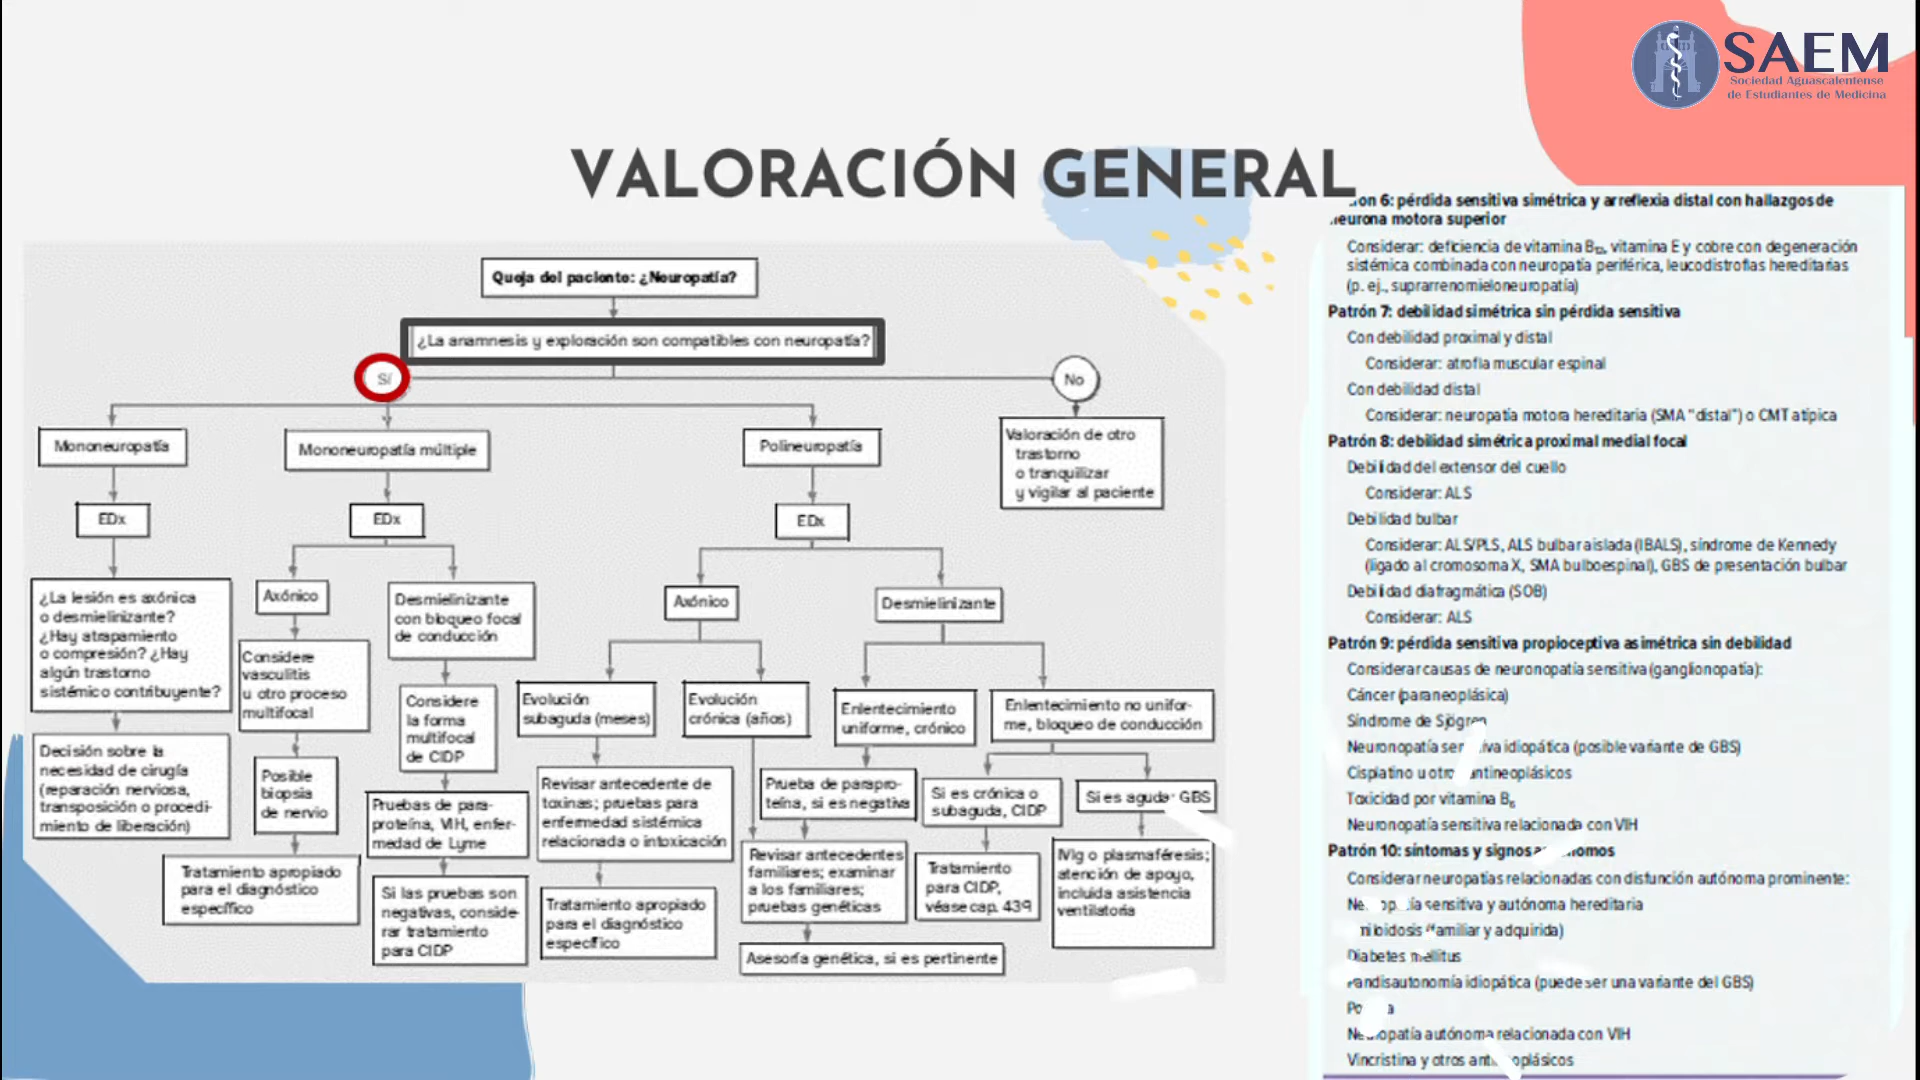 SAEM
Sociedad Aguascalentense
de Estudiantes de Medicina
VALORACIÓN GENERAL
Queja del paciente: ¿Neuropatía?
¿La anamnesis y exploración son compatibles con neuropatía?
Sí
No
Mononeuropatía
Mononeuropatía múltiple
Polineuropatía
Valoración de otro
trastorno
o tranquilizar
y vigilar al paciente
EDx
EDx
EDx
¿La lesión es axónica
o desmielinizante?
¿Hay atrapamiento
o compresión? ¿Hay
algún trastorno
sistémico contribuyente?
Decisión sobre la
necesidad de cirugía
(reparación nerviosa,
transposición o procedi-
miento de liberación)
Axónico
Considere
vasculitis
u otro proceso
multifocal
Posible
biopsia
de nervio
Tratamiento apropiado
para el diagnóstico
específico
Desmielinizante
con bloqueo focal
de conducción
Considere
la forma
multifocal
de CIDP
Pruebas de para-
proteína, VIH, enfer-
medad de Lyme
Si las pruebas son
negativas, conside-
rar tratamiento
para CIDP
Axónico
Evolución
subaguda (meses)
Revisar antecedente de
toxinas; pruebas para
enfermedad sistémica
relacionada o intoxicación
Tratamiento apropiado
para el diagnóstico
específico
Evolución
crónica (años)
Desmielinizante
Enlentecimiento
uniforme, crónico
Prueba de parapro-
teína, si es negativa
Revisar antecedentes
familiares; examinar
a los familiares;
pruebas genéticas
Asesoría genética, si es pertinente
Enlentecimiento no unifor-
me, bloqueo de conducción
Si es crónica o
subaguda, CIDP
Tratamiento
para CIDP,
véase cap. 439
Si es aguda: GBS
IVIg o plasmaféresis;
atención de apoyo,
incluida asistencia
ventilatoria
6: pérdida sensitiva simétrica y arreflexia distal con hallazgos de
neurona motora superior
Considerar: deficiencia de vitamina B₁₂, vitamina E y cobre con degeneración
sistémica combinada con neuropatía periférica, leucodistrofias hereditarias
(p. ej., suprarrenomieloneuropatía)
Patrón 7: debilidad simétrica sin pérdida sensitiva
Con debilidad proximal y distal
Considerar: atrofia muscular espinal
Con debilidad distal
Considerar: neuropatía motora hereditaria (SMA "distal") o CMT atípica
Patrón 8: debilidad simétrica proximal medial focal
Debilidad del extensor del cuello
Considerar: ALS
Debilidad bulbar
Considerar: ALS/PLS, ALS bulbar aislada (IBALS), síndrome de Kennedy
(ligado al cromosoma X, SMA bulboespinal), GBS de presentación bulbar
Debilidad diafragmática (SOB)
Considerar: ALS
Patrón 9: pérdida sensitiva propioceptiva asimétrica sin debilidad
Considerar causas de neuronopatía sensitiva (ganglionopatía):
Cáncer (paraneoplásica)
Síndrome de Sjögren
Neuronopatía sensitiva idiopática (posible variante de GBS)
Cisplatino u otros antineoplásicos
Toxicidad por vitamina B₆
Neuronopatía sensitiva relacionada con VIH
Patrón 10: síntomas y signos autónomos
Considerar neuropatías relacionadas con disfunción autónoma prominente:
Neuropatía sensitiva y autónoma hereditaria
Amiloidosis (familiar y adquirida)
Diabetes mellitus
Pandisautonomía idiopática (puede ser una variante del GBS)
Porfiria
Neuropatía autónoma relacionada con VIH
Vincristina y otros antineoplásicos